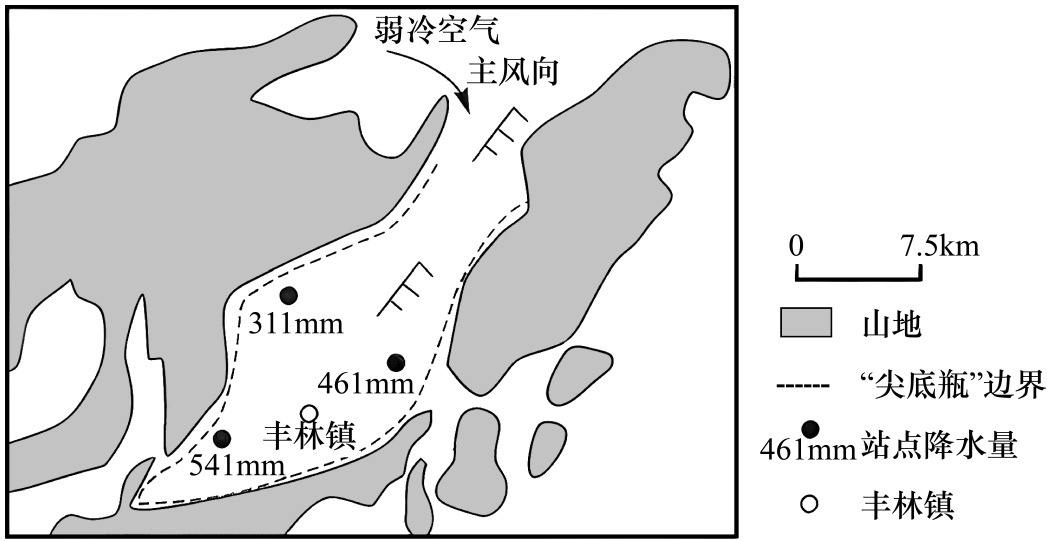 弱冷空气
主风向
311mm
461mm
丰林镇
541mm
0 7.5km
山地
“尖底瓶”边界
461mm 站点降水量
丰林镇